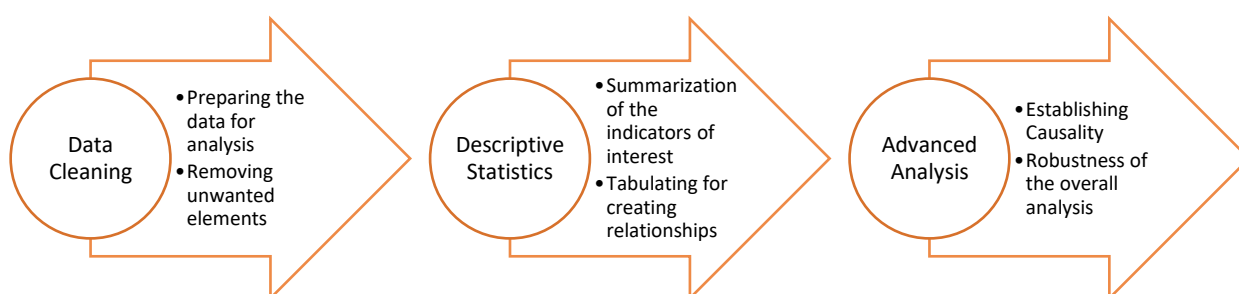 Data
Cleaning
•Preparing the
data for
analysis
•Removing
unwanted
elements
Descriptive
Statistics
•Summarization
of the
indicators of
interest
•Tabulating for
creating
relationships
Advanced
Analysis
•Establishing
Causality
•Robustness of
the overall
analysis